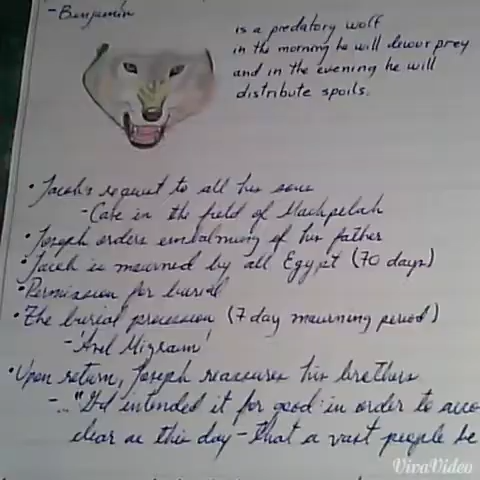 - Benjamin
is a predatory wolf
in the morning he will devour prey
and in the evening he will
distribute spoils.
• Jacob's request to all his sons
- Cave in the field of Machpelah
• Joseph orders embalming of his father
• Jacob is mourned by all Egypt (70 days)
• Permission for burial
• The burial procession (7 day mourning period)
- 'Avel Migraim'
• Upon return, Joseph reassures his brothers
- ..."G-d intended it for good: in order to acco
clear as this day - that a vast people be
VivaVideo